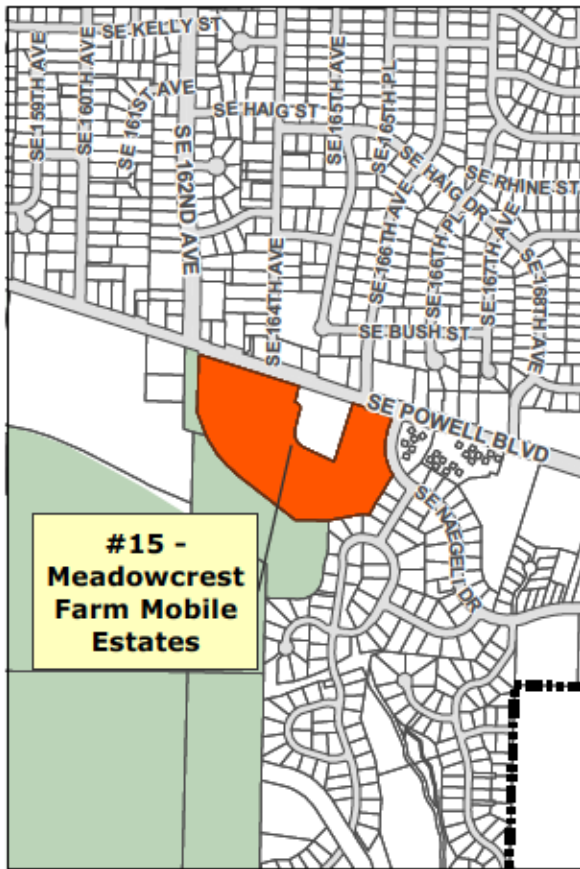 SE KELLY ST
SE 159TH AVE
SE 160TH AVE
SE 161ST AVE
SE 162ND AVE
SE HAIG ST
SE 164TH AVE
SE 165TH AVE
SE 165TH PL
SE HAIG DR
SE RHINE ST
SE 166TH AVE
SE 166TH PL
SE 167TH AVE
SE 168TH AVE
SE BUSH ST
SE POWELL BLVD
SE NAEGELI DR
#15 -
Meadowcrest
Farm Mobile
Estates